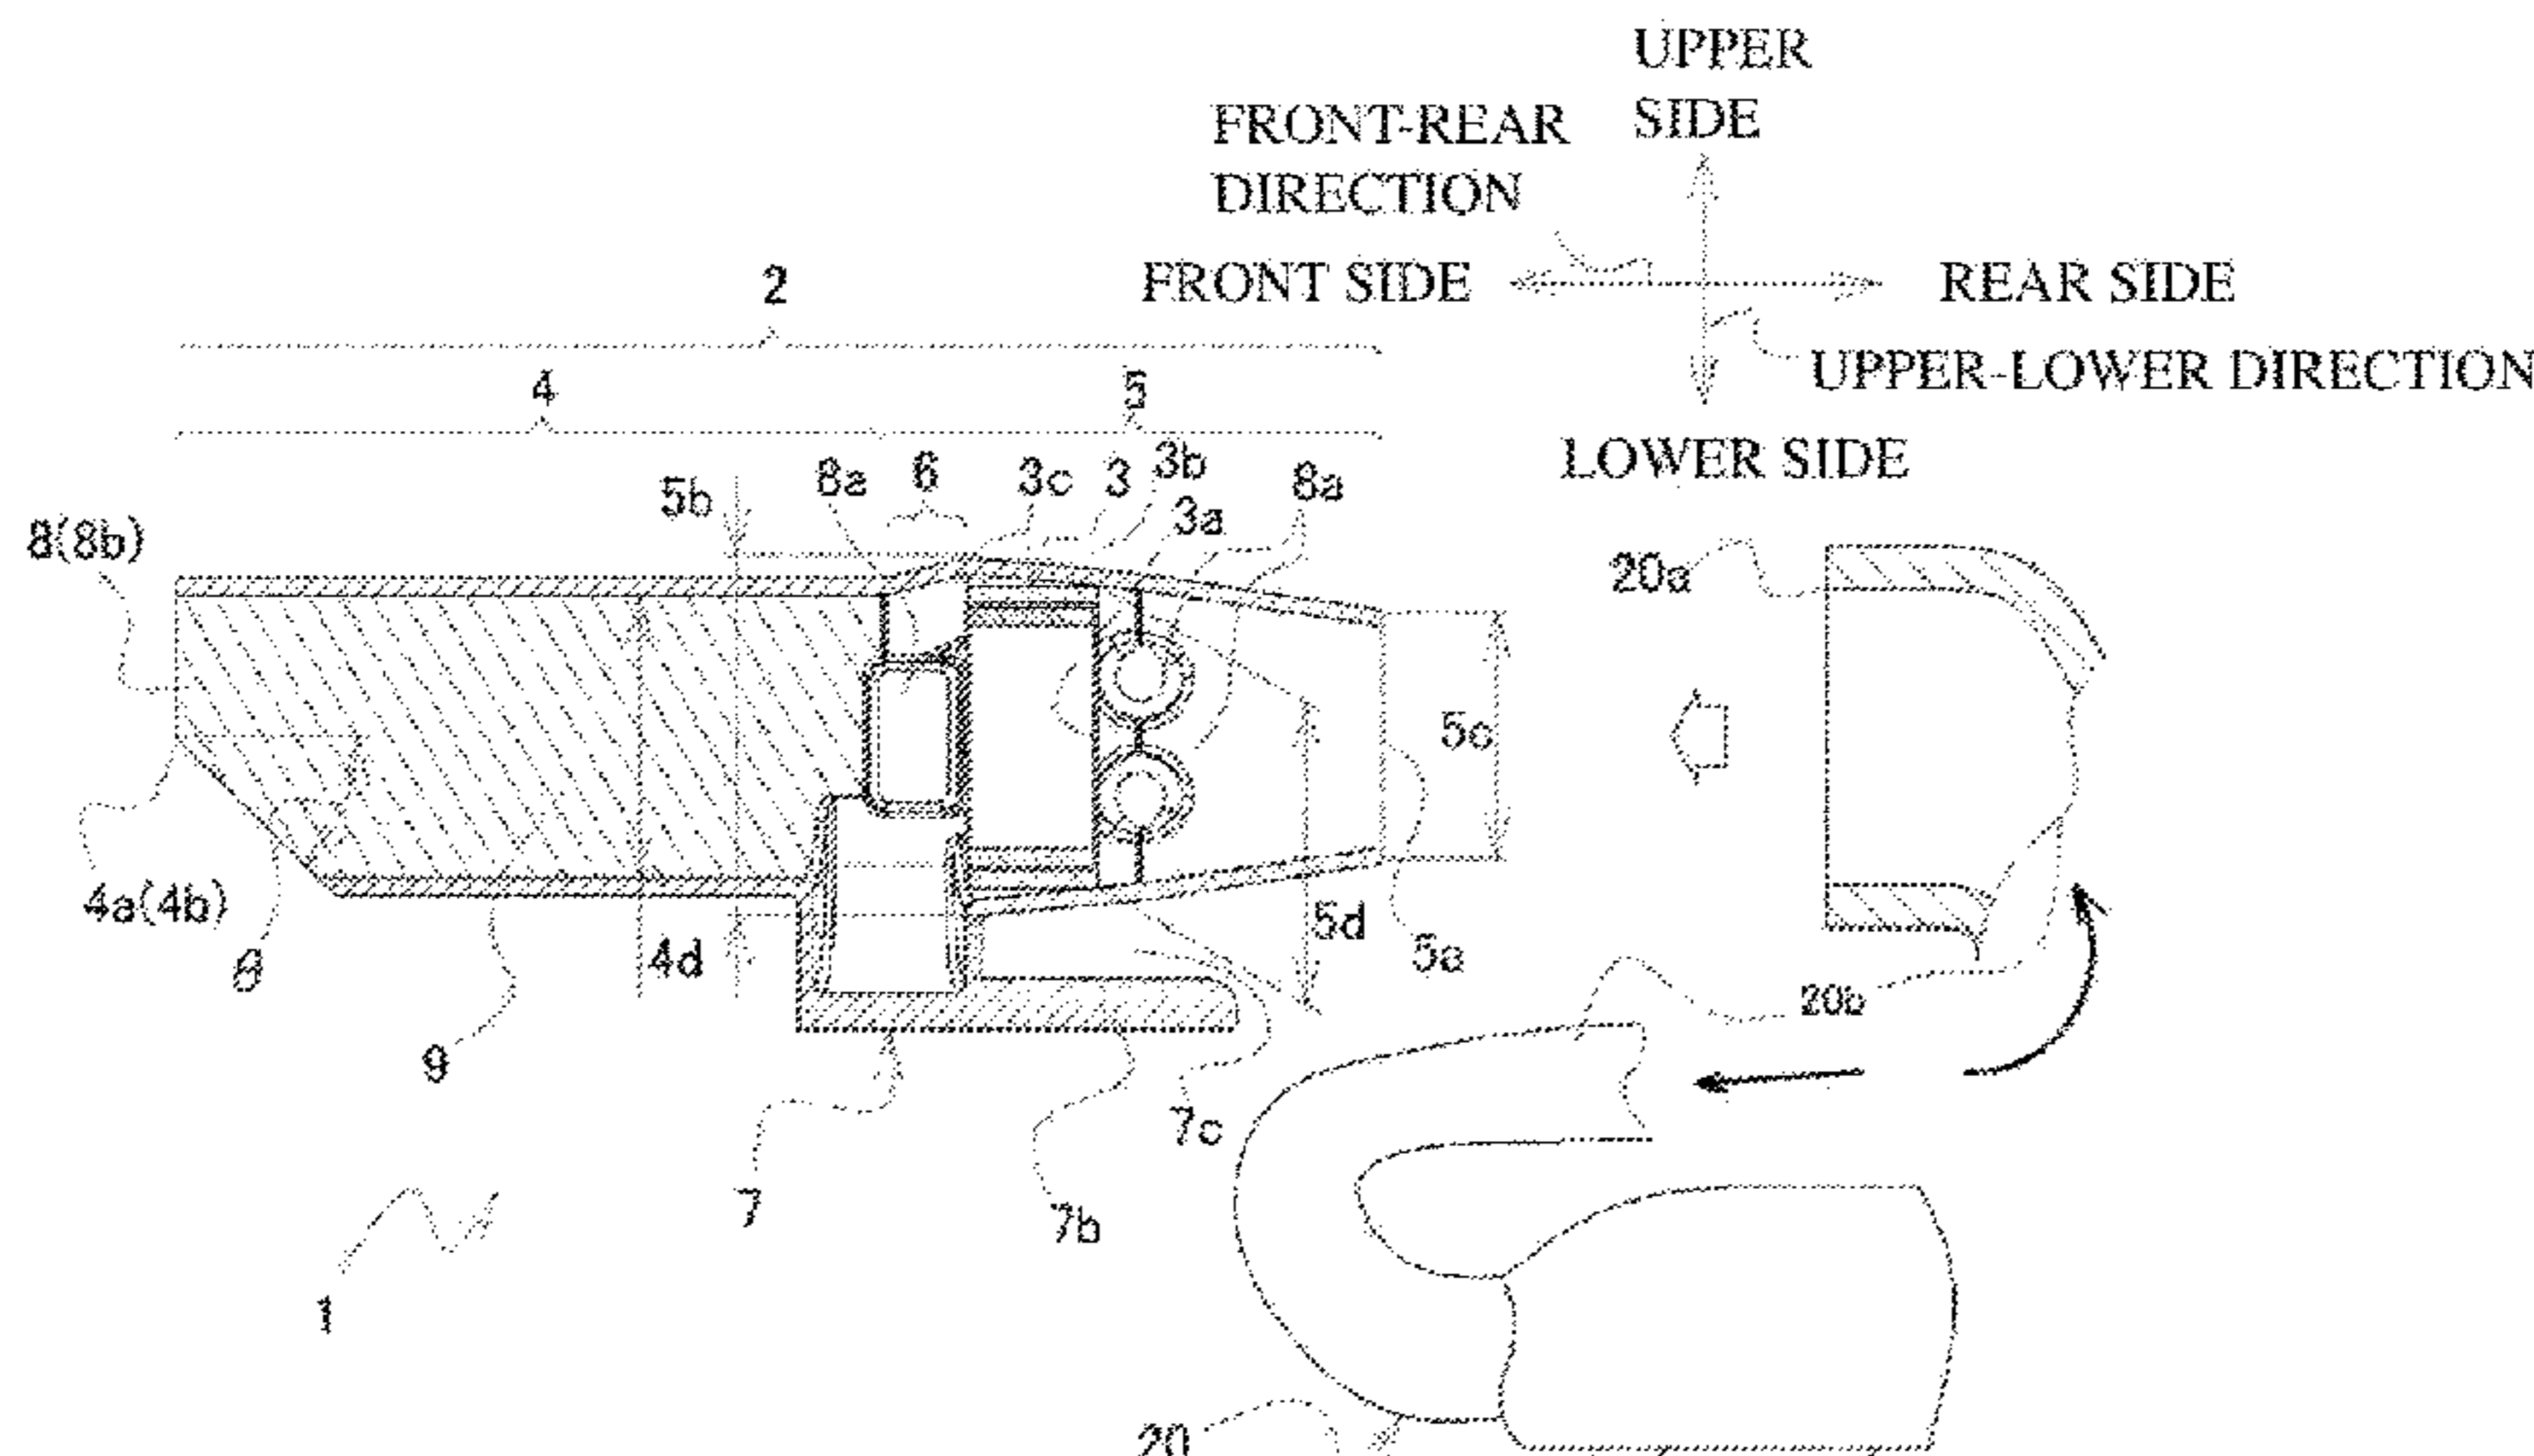 UPPER
SIDE
FRONT-REAR
DIRECTION
FRONT SIDE
REAR SIDE
UPPER-LOWER DIRECTION
LOWER SIDE
2
4
5
5b
8a
6
3c
3
3b
3a
8a
8(8b)
20a
5c
4a(4b)
θ
4d
5d
5a
9
20b
7c
7
7b
1
20